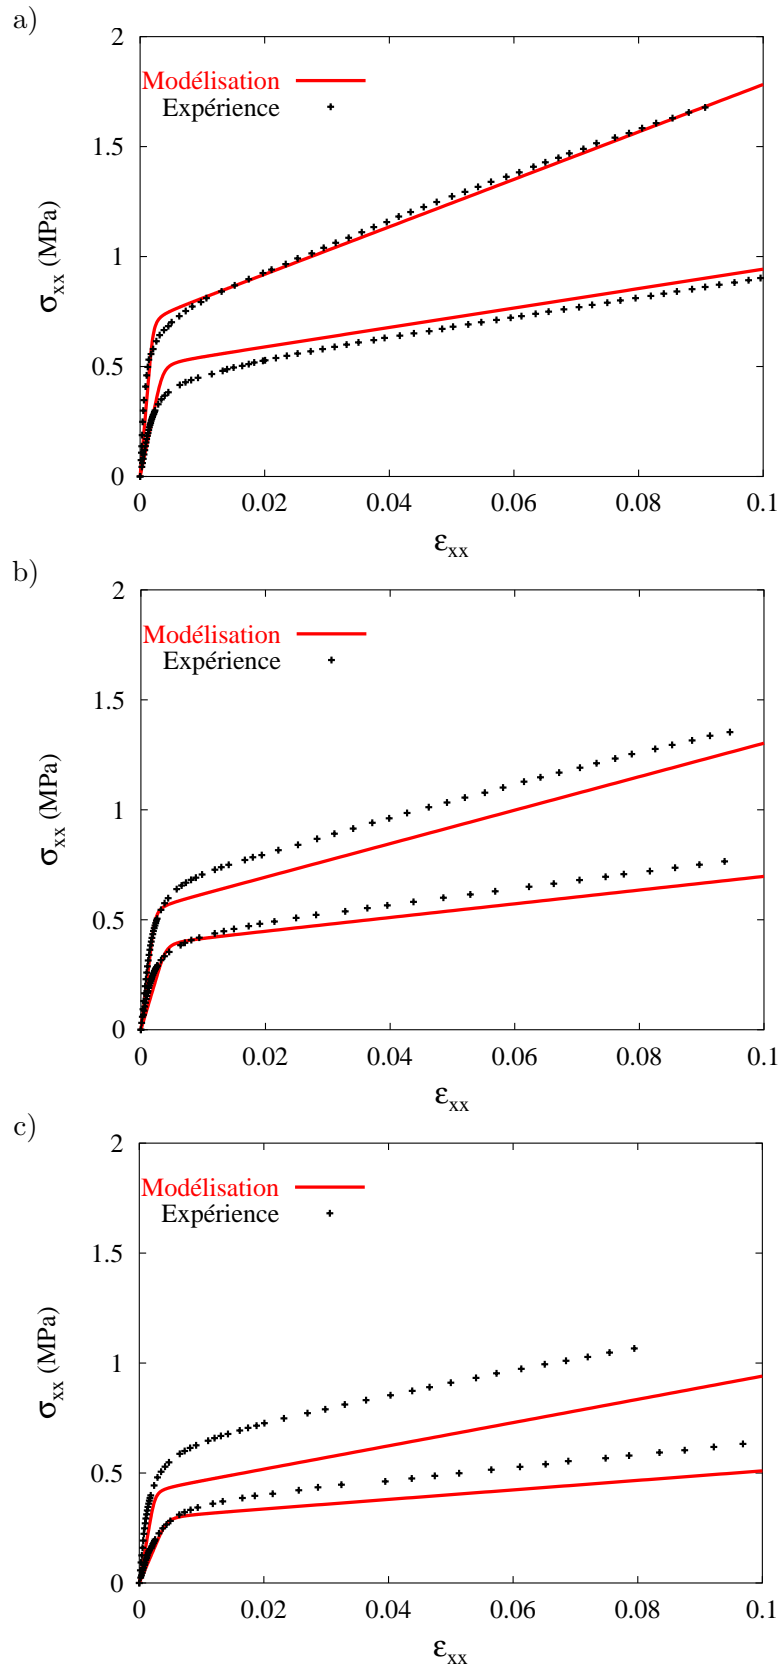 a)
2
Modélisation
Expérience
1.5
σxx (MPa)
1
0.5
0
0 0.02 0.04 0.06 0.08 0.1
εxx
b)
2
Modélisation
Expérience
1.5
σxx (MPa)
1
0.5
0
0 0.02 0.04 0.06 0.08 0.1
εxx
c)
2
Modélisation
Expérience
1.5
σxx (MPa)
1
0.5
0
0 0.02 0.04 0.06 0.08 0.1
εxx